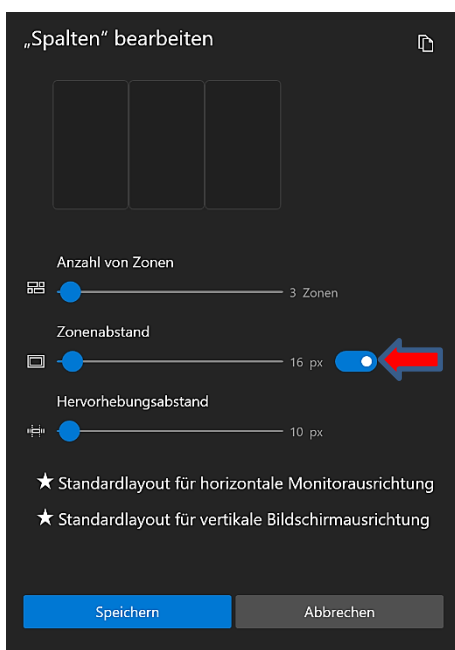 „Spalten“ bearbeiten
Anzahl von Zonen
3 Zonen
Zonenabstand
16 px
Hervorhebungsabstand
10 px
Standardlayout für horizontale Monitorausrichtung
Standardlayout für vertikale Bildschirmausrichtung
Speichern
Abbrechen